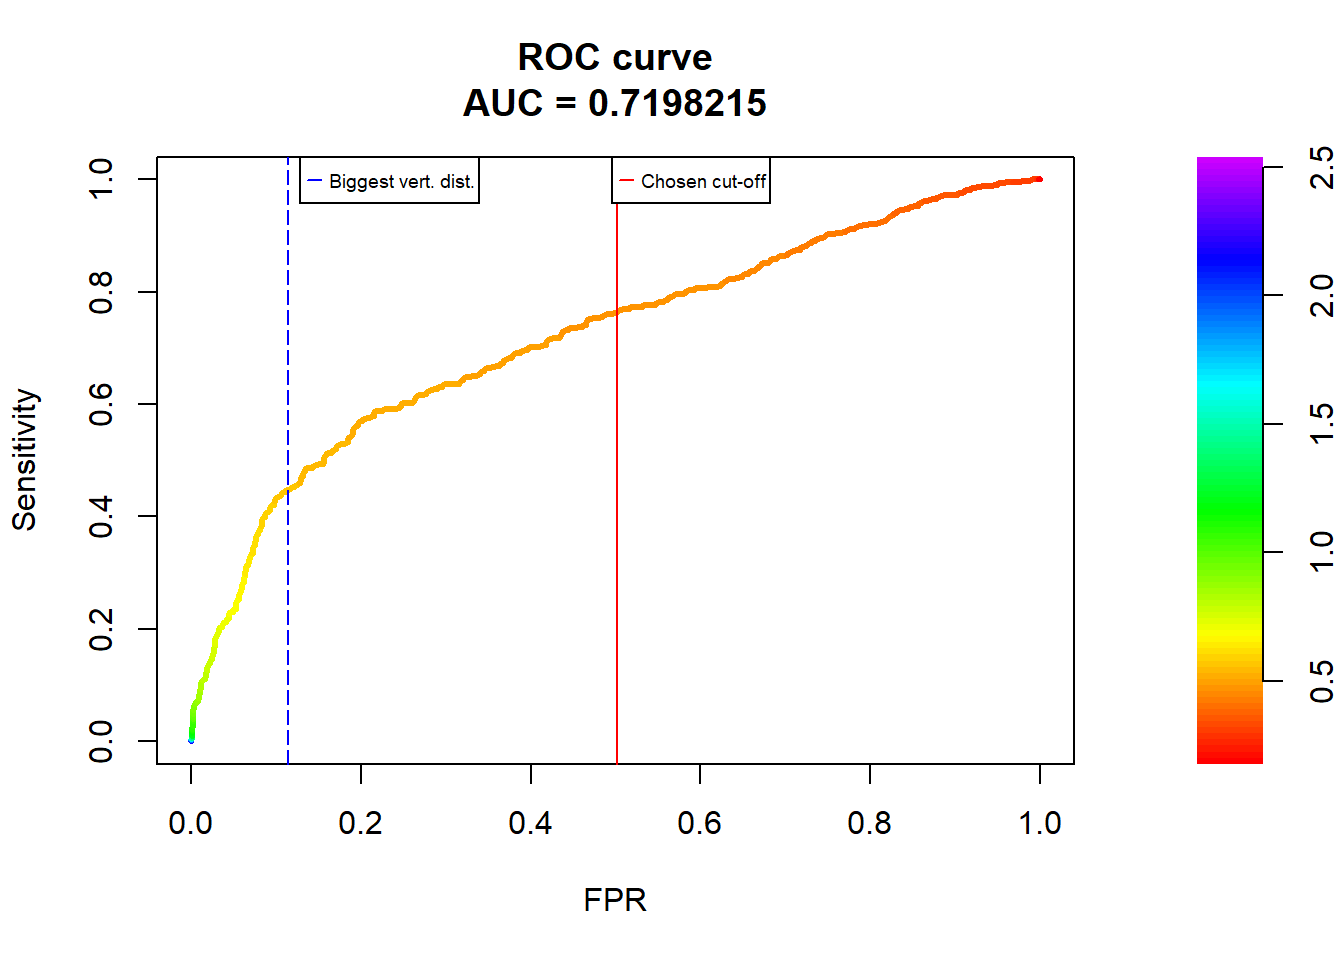 ROC curve
AUC = 0.7198215
Biggest vert. dist.
Chosen cut-off
Sensitivity
1.0
0.8
0.6
0.4
0.2
0.0
0.0 0.2 0.4 0.6 0.8 1.0
FPR
2.5
2.0
1.5
1.0
0.5